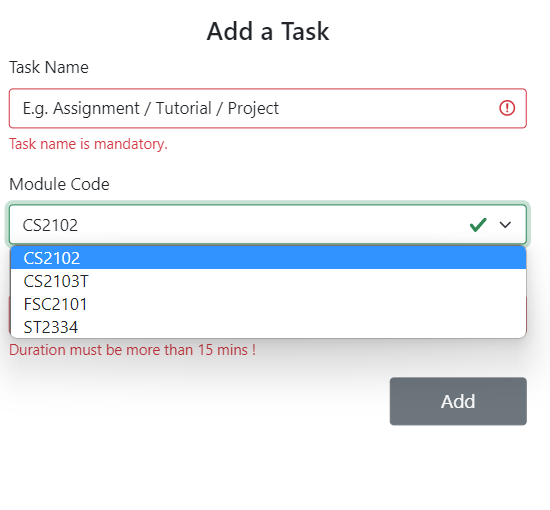 Add a Task
Task Name
E.g. Assignment / Tutorial / Project
Task name is mandatory.
Module Code
CS2102
CS2102
CS2103T
FSC2101
ST2334
Duration must be more than 15 mins !
Add